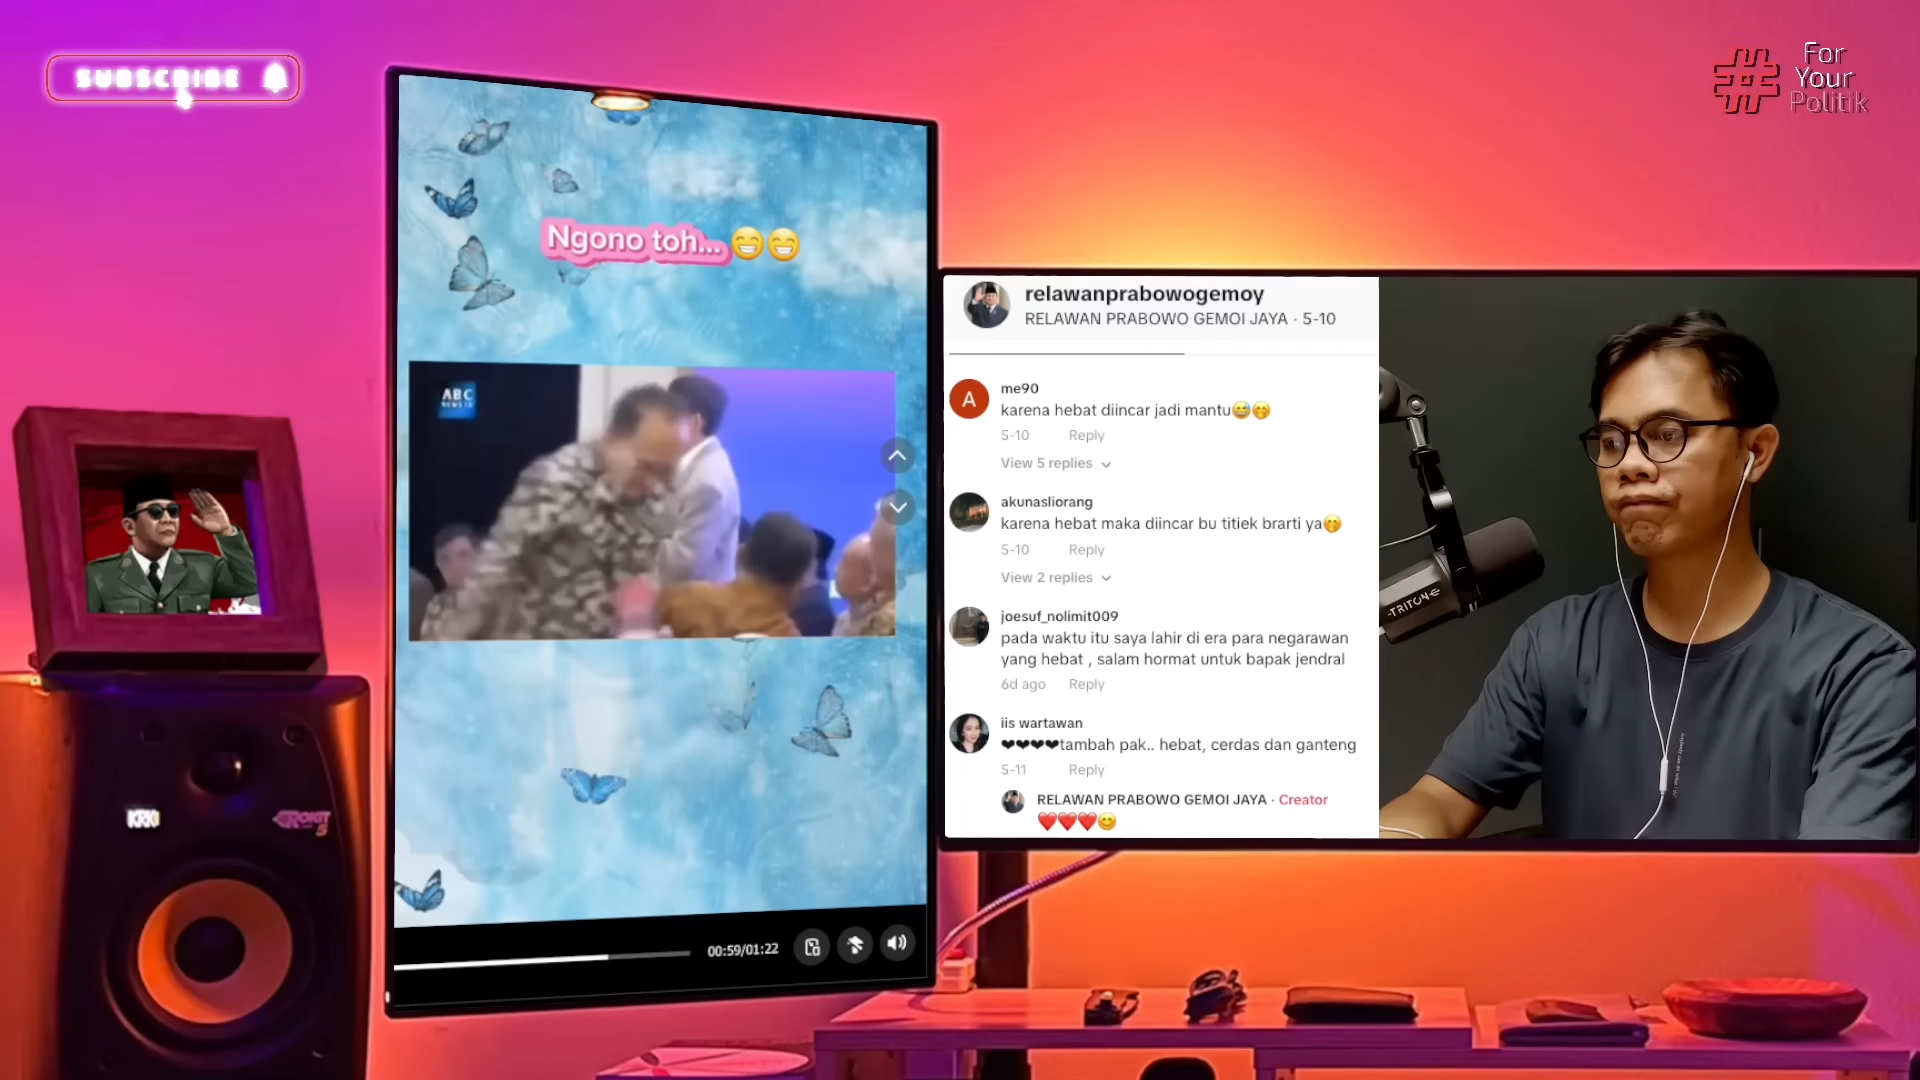 SUBSCRIBE
For
Your
Politik
Ngono toh...😁😁
ABC
NEWS.ID
relawanprabowogemoy
RELAWAN PRABOWO GEMOI JAYA · 5-10
A
me90
karena hebat diincar jadi mantu😅🤭
5-10 Reply
View 5 replies
akunasliorang
karena hebat maka diincar bu titiek brarti ya🤭
5-10 Reply
View 2 replies
joesuf_nolimit009
pada waktu itu saya lahir di era para negarawan
yang hebat , salam hormat untuk bapak jendral
6d ago Reply
iis wartawan
❤❤❤❤tambah pak.. hebat, cerdas dan ganteng
5-11 Reply
RELAWAN PRABOWO GEMOI JAYA · Creator
❤️❤️❤️😊
TRITON
KRK
ROKIT 5
00:59/01:22